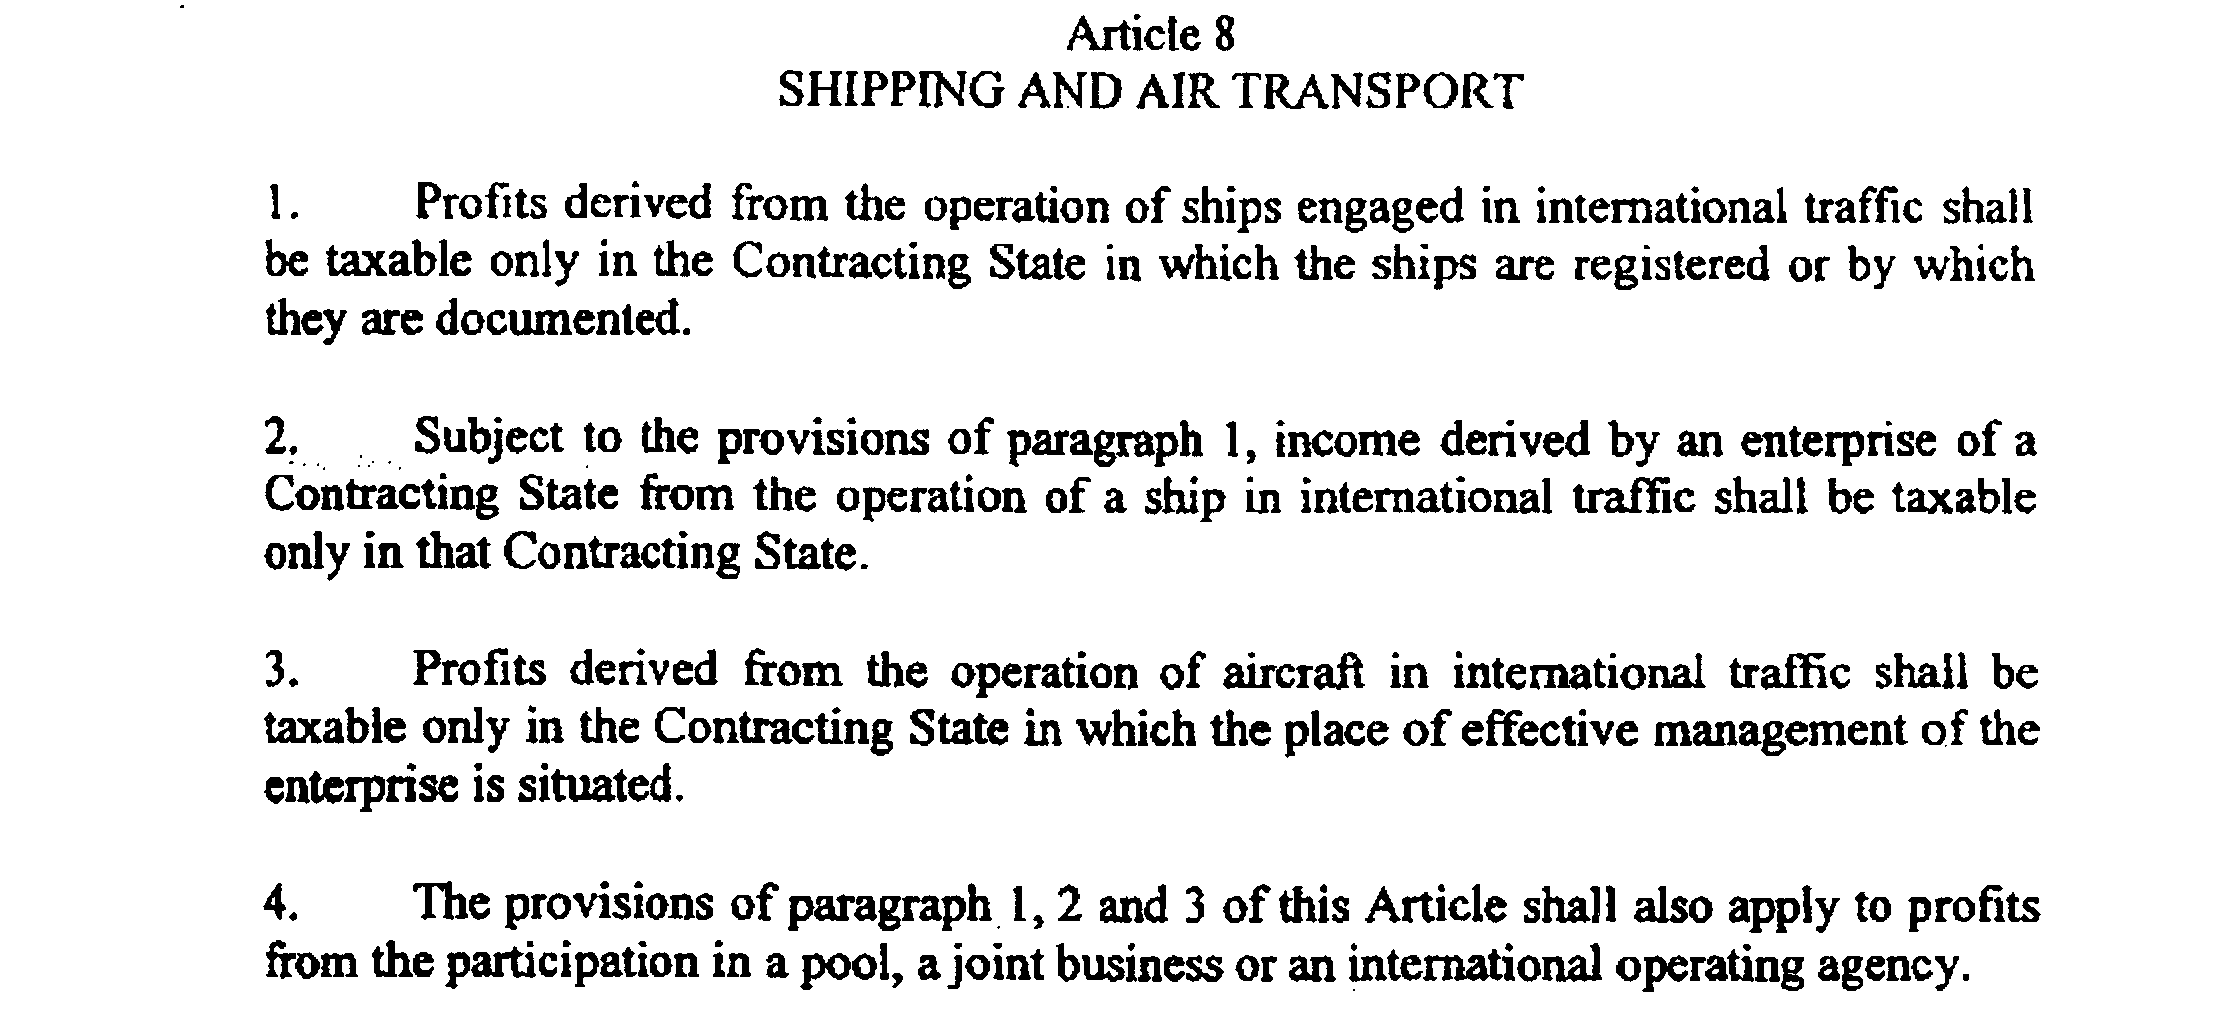 Article 8
SHIPPING AND AIR TRANSPORT
1. Profits derived from the operation of ships engaged in international traffic shall
be taxable only in the Contracting State in which the ships are registered or by which
they are documented.
2. Subject to the provisions of paragraph 1, income derived by an enterprise of a
Contracting State from the operation of a ship in international traffic shall be taxable
only in that Contracting State.
3. Profits derived from the operation of aircraft in international traffic shall be
taxable only in the Contracting State in which the place of effective management of the
enterprise is situated.
4. The provisions of paragraph 1, 2 and 3 of this Article shall also apply to profits
from the participation in a pool, a joint business or an international operating agency.